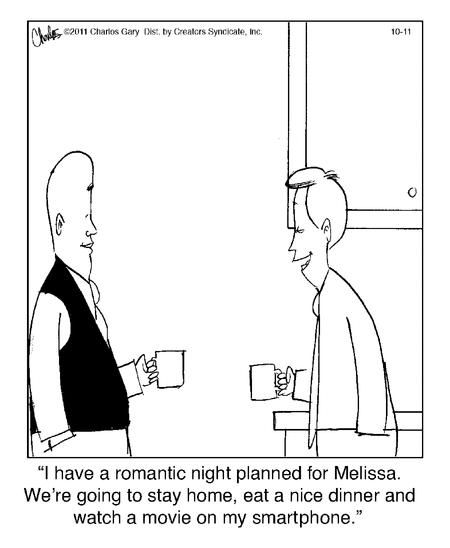 Charlos ©2011 Charlos Gary Dist. by Creators Syndicate, Inc. 10-11
“I have a romantic night planned for Melissa.
We’re going to stay home, eat a nice dinner and
watch a movie on my smartphone.”